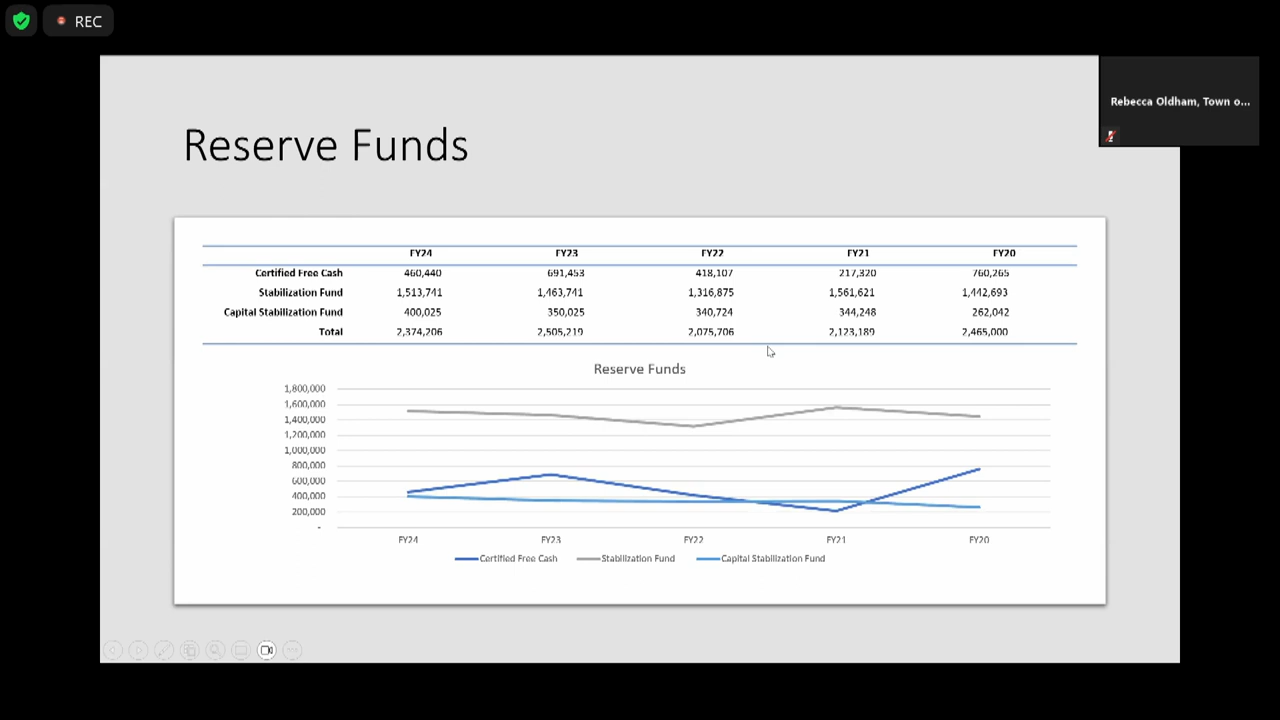 REC
Rebecca Oldham, Town o...
Reserve Funds
FY24 FY23 FY22 FY21 FY20
Certified Free Cash 460,440 691,453 418,107 217,320 760,265
Stabilization Fund 1,513,741 1,463,741 1,316,875 1,561,621 1,442,693
Capital Stabilization Fund 400,025 350,025 340,724 344,248 262,042
Total 2,374,206 2,505,219 2,075,706 2,123,189 2,465,000
Reserve Funds
1,800,000
1,600,000
1,400,000
1,200,000
1,000,000
800,000
600,000
400,000
200,000
-
FY24 FY23 FY22 FY21 FY20
Certified Free Cash Stabilization Fund Capital Stabilization Fund